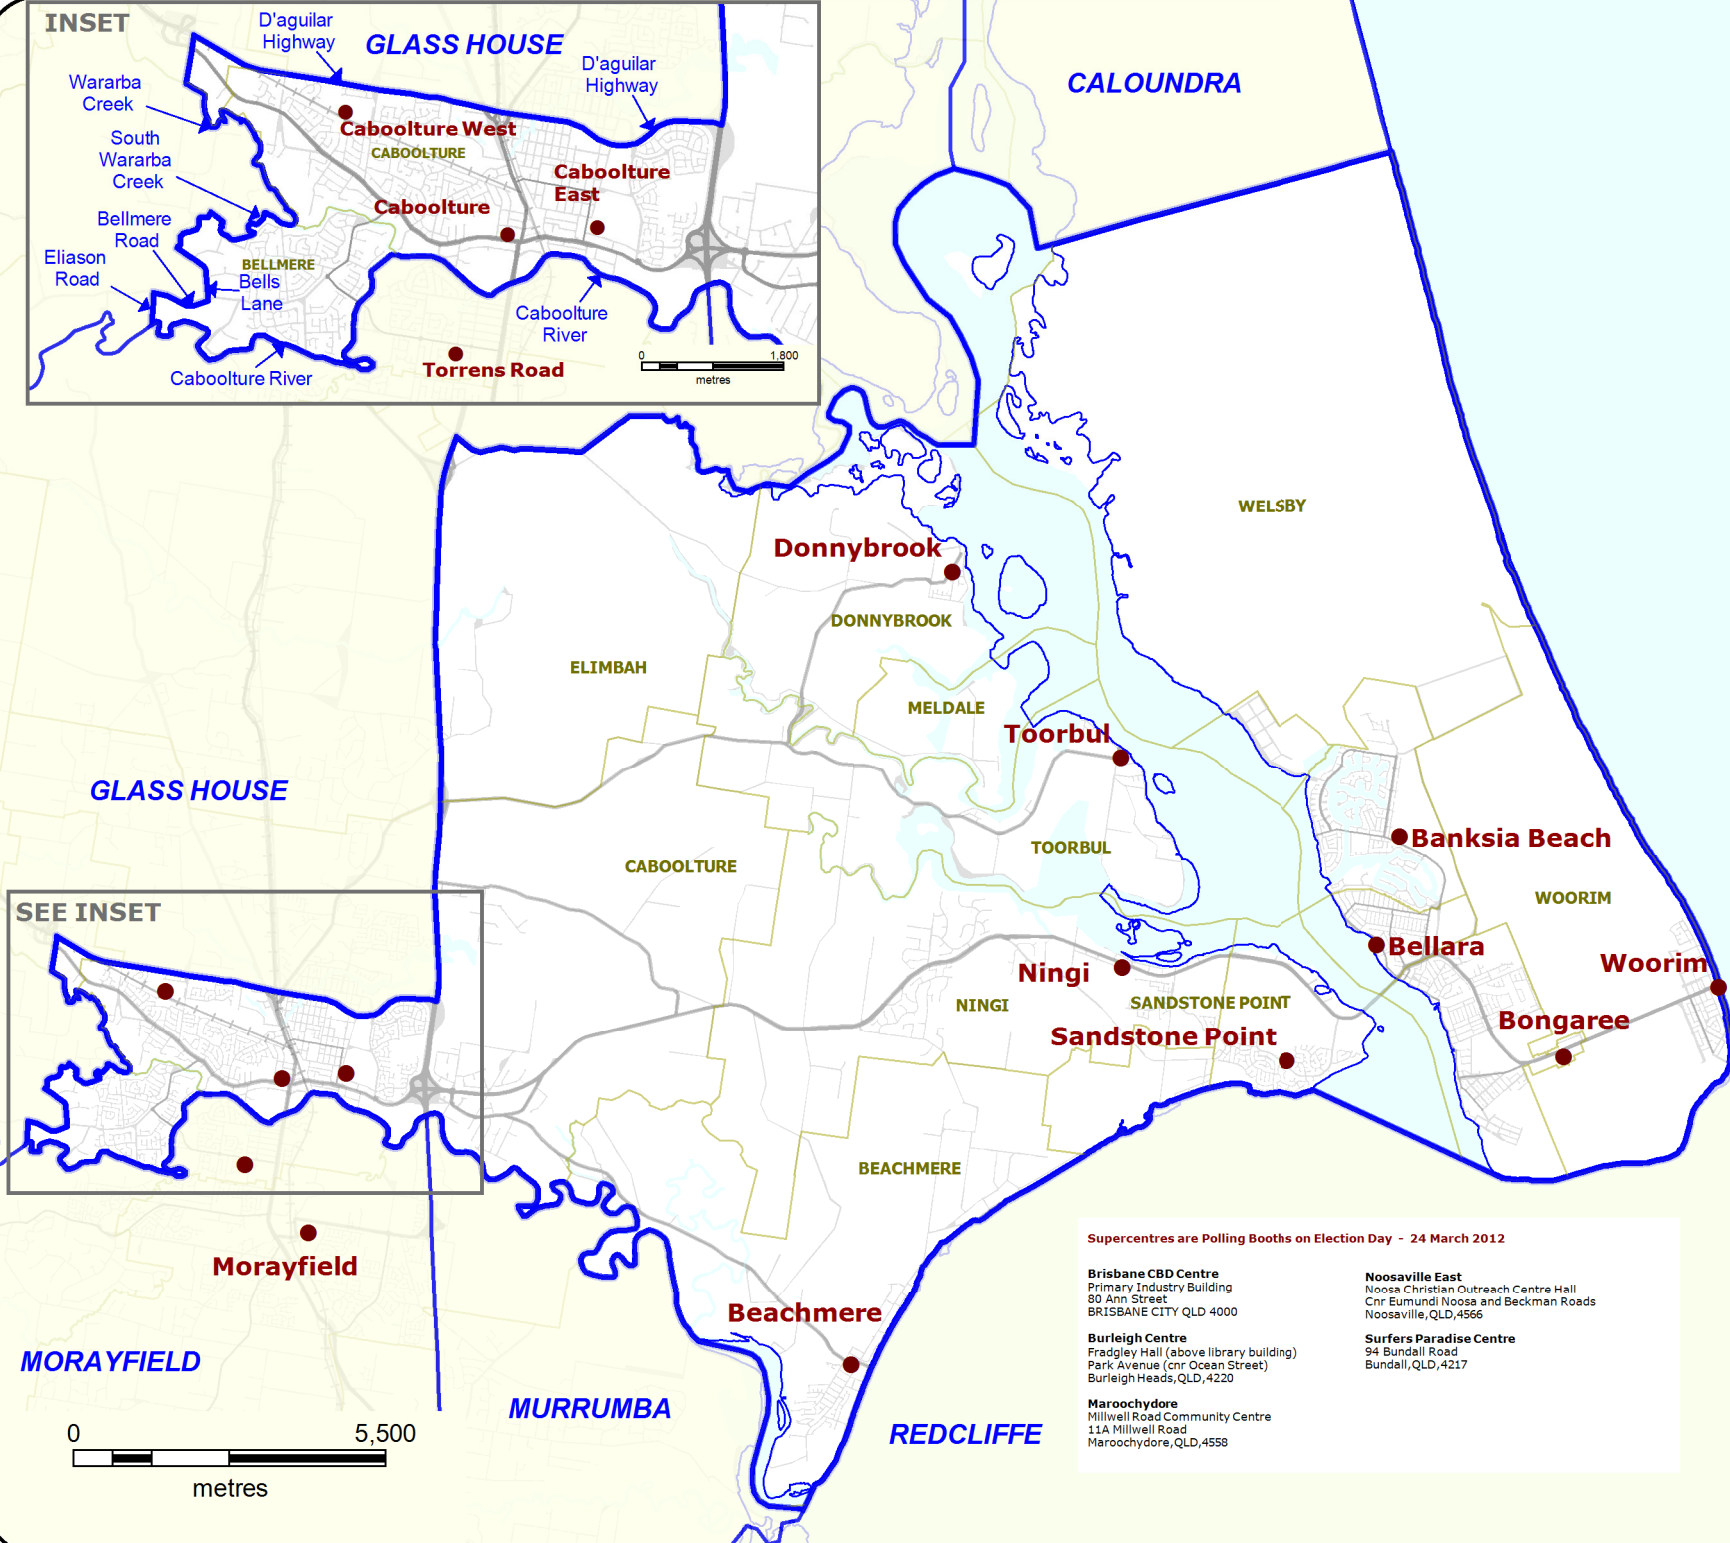 INSET
D'aguilar
Highway
GLASS HOUSE
D'aguilar
Highway
Wararba
Creek
South
Wararba
Creek
Bellmere
Road
Eliason
Road
Bells
Lane
Caboolture West
CABOOLTURE
Caboolture
East
Caboolture
BELLMERE
Caboolture
River
Caboolture River
Torrens Road
0 1,800
metres
CALOUNDRA
WELSBY
Donnybrook
DONNYBROOK
ELIMBAH
MELDALE
Toorbul
GLASS HOUSE
TOORBUL
CABOOLTURE
Banksia Beach
WOORIM
SEE INSET
Bellara
Woorim
Ningi
NINGI
SANDSTONE POINT
Sandstone Point
Bongaree
BEACHMERE
Morayfield
Beachmere
MORAYFIELD
MURRUMBA
REDCLIFFE
0 5,500
metres
Supercentres are Polling Booths on Election Day - 24 March 2012
Brisbane CBD Centre
Primary Industry Building
80 Ann Street
BRISBANE CITY QLD 4000
Burleigh Centre
Fradgley Hall (above library building)
Park Avenue (cnr Ocean Street)
Burleigh Heads,QLD,4220
Maroochydore
Millwell Road Community Centre
11A Millwell Road
Maroochydore,QLD,4558
Noosaville East
Noosa Christian Outreach Centre Hall
Cnr Eumundi Noosa and Beckman Roads
Noosaville,QLD,4566
Surfers Paradise Centre
94 Bundall Road
Bundall,QLD,4217